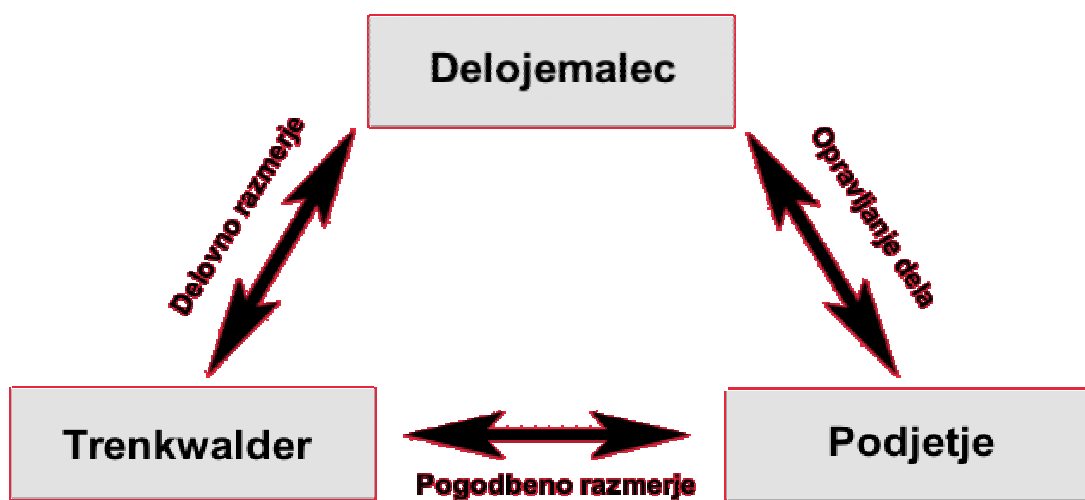 Delojemalec
Delovno razmerje
Opravljanje dela
Trenkwalder
Podjetje
Pogodbeno razmerje